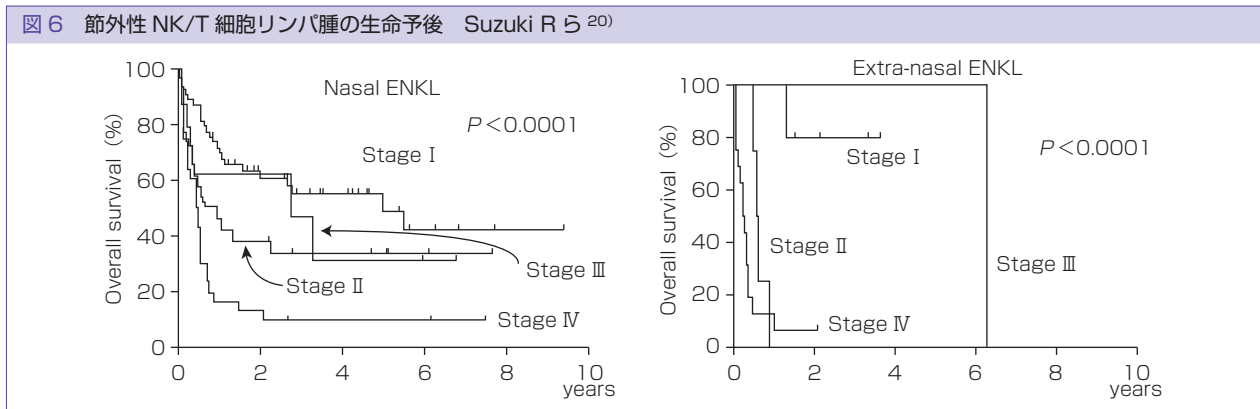 図 6　節外性 NK/T 細胞リンパ腫の生命予後　Suzuki R ら 20)
Nasal ENKL
P＜0.0001
Overall survival（%）
100
80
60
40
20
0
Stage Ⅰ
Stage Ⅱ
Stage Ⅲ
Stage Ⅳ
0 2 4 6 8 10
years
Extra-nasal ENKL
P＜0.0001
Overall survival（%）
100
80
60
40
20
0
Stage Ⅰ
Stage Ⅱ
Stage Ⅲ
Stage Ⅳ
0 2 4 6 8 10
years